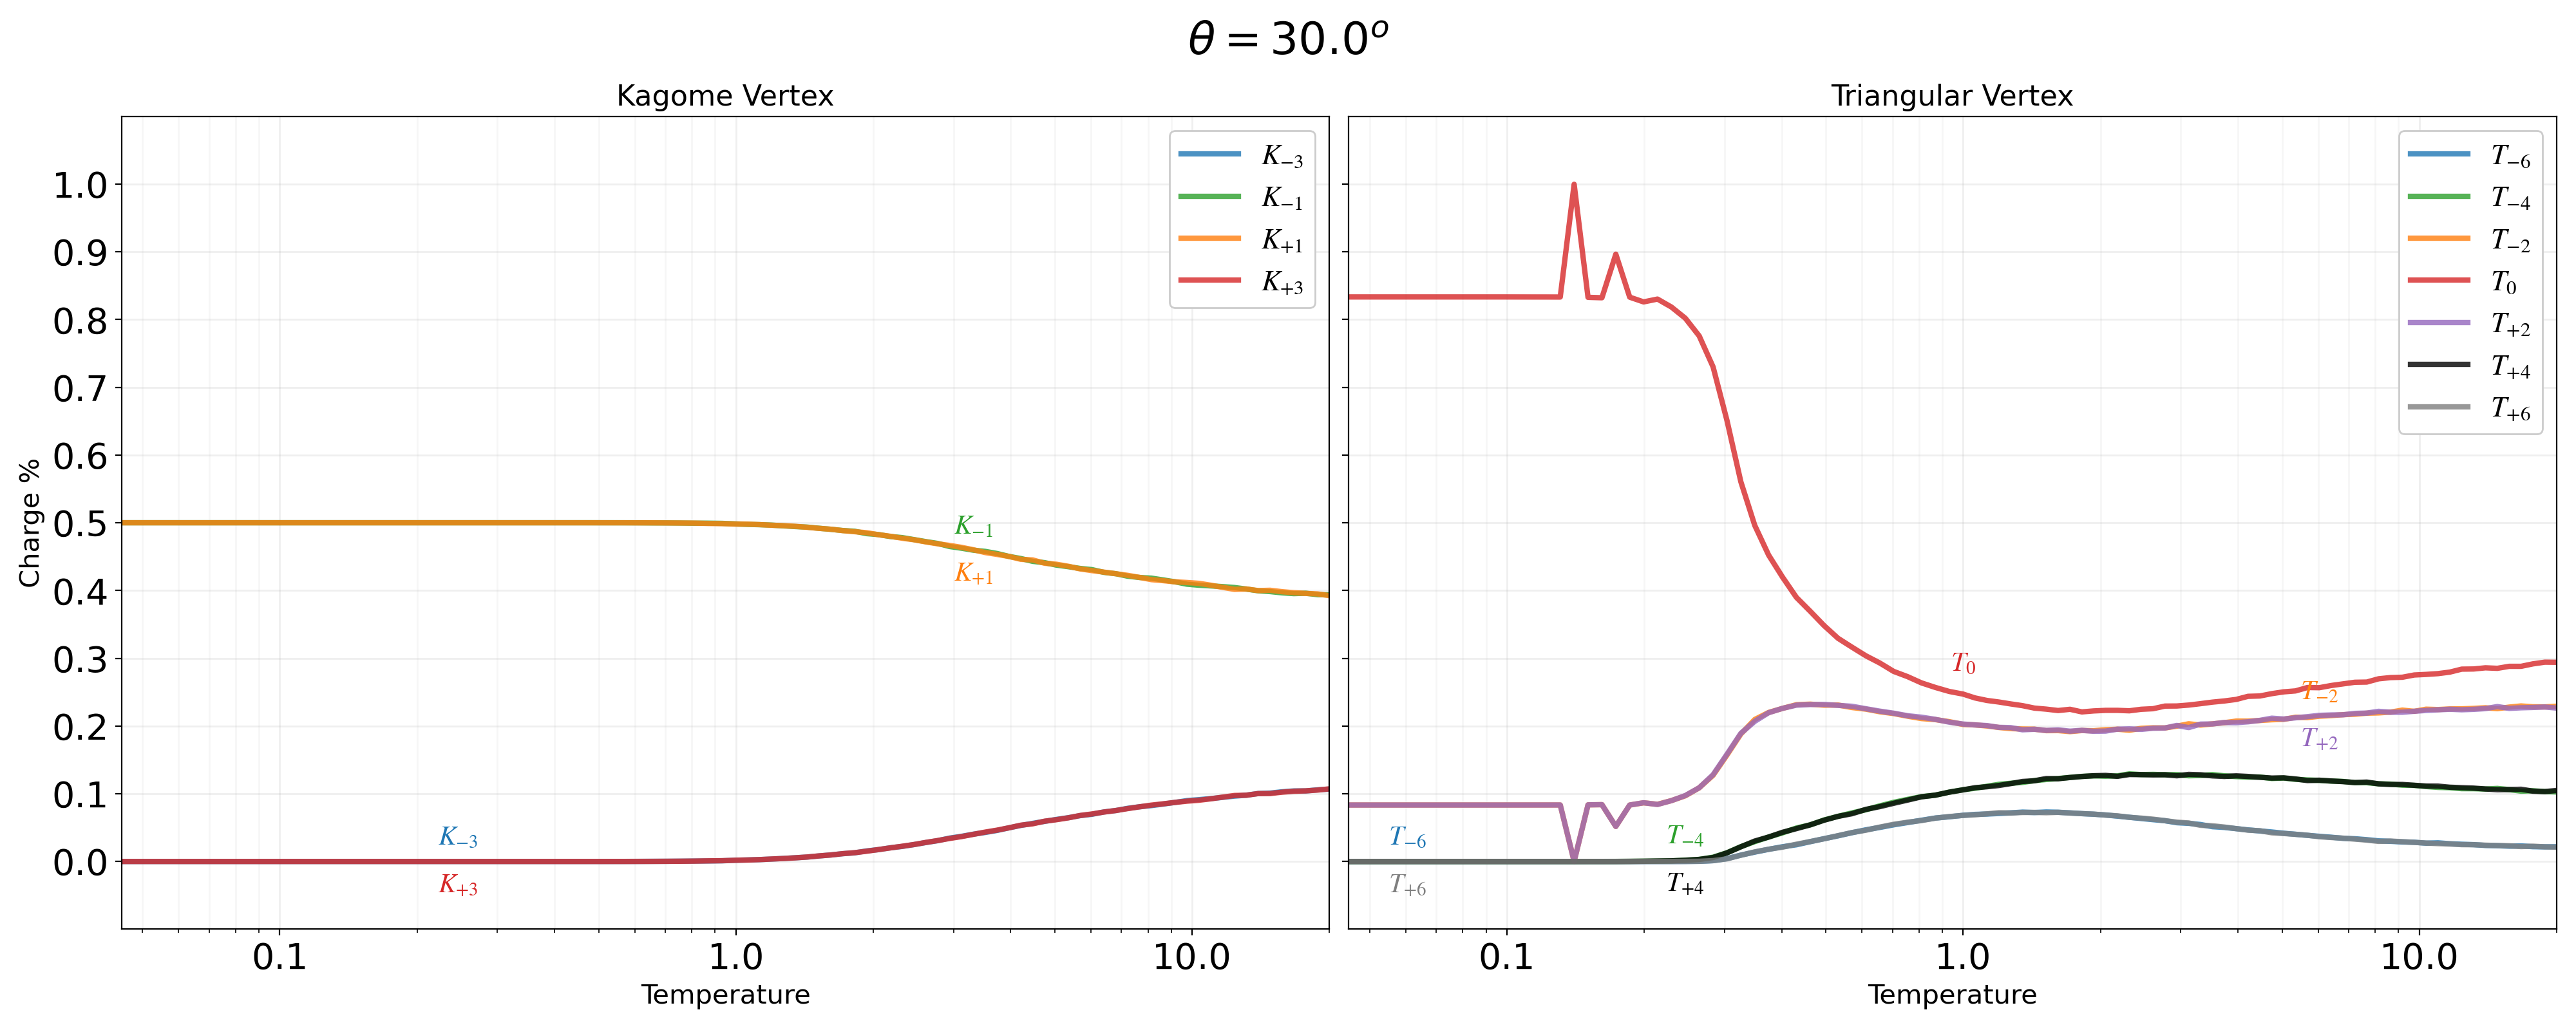 θ = 30.0°
Kagome Vertex
Triangular Vertex
Charge %
1.0
0.9
0.8
0.7
0.6
0.5
0.4
0.3
0.2
0.1
0.0
K₋₃
K₋₁
K₊₁
K₊₃
K₋₁
K₊₁
K₋₃
K₊₃
0.1
1.0
10.0
Temperature
T₋₆
T₋₄
T₋₂
T₀
T₊₂
T₊₄
T₊₆
T₀
T₋₂
T₊₂
T₋₆
T₋₄
T₊₆
T₊₄
0.1
1.0
10.0
Temperature